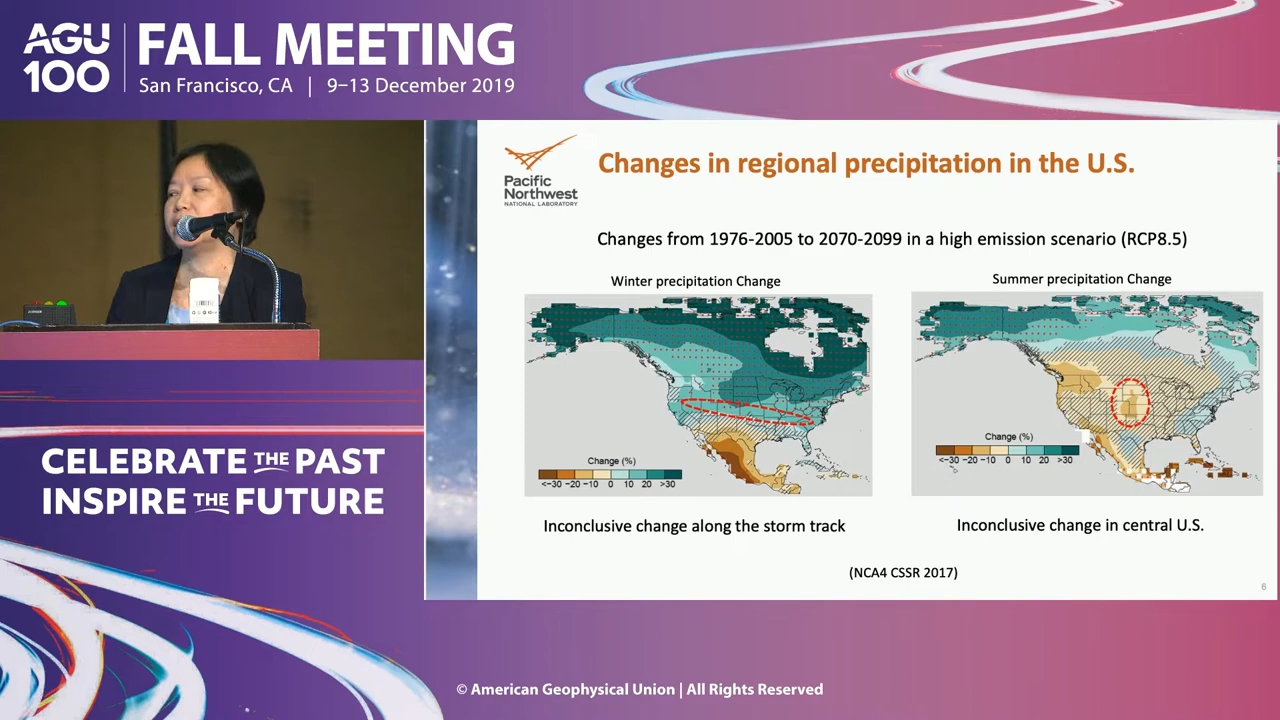 AGU
100
FALL MEETING
San Francisco, CA | 9–13 December 2019
Pacific
Northwest
NATIONAL LABORATORY
Changes in regional precipitation in the U.S.
Changes from 1976-2005 to 2070-2099 in a high emission scenario (RCP8.5)
Winter precipitation Change
Summer precipitation Change
Change (%)
<−30 −20 −10 0 10 20 >30
Change (%)
<−30 −20 −10 0 10 20 >30
Inconclusive change along the storm track
Inconclusive change in central U.S.
(NCA4 CSSR 2017)
6
CELEBRATE THE PAST
INSPIRE THE FUTURE
© American Geophysical Union | All Rights Reserved